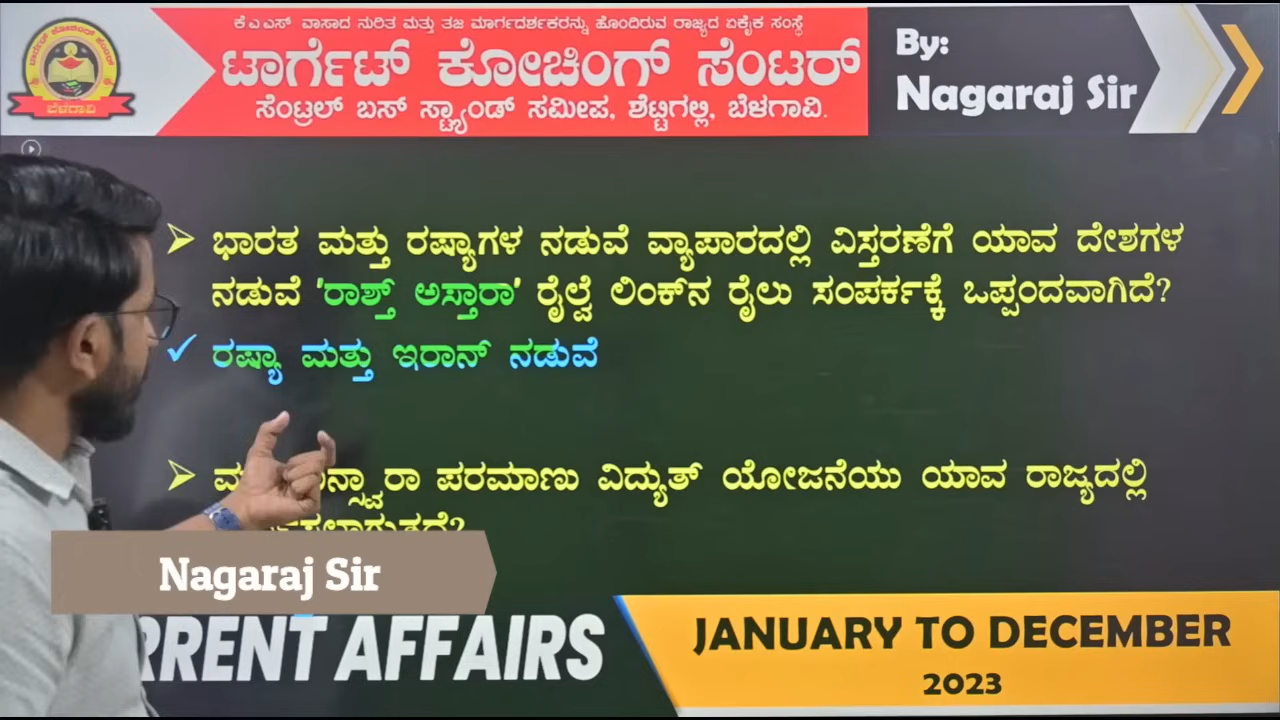 ಕೆ ಎ ಎಸ್ ವಾಸಾದ ನುರಿತ ಮತ್ತು ತಜ್ಞ ಮಾರ್ಗದರ್ಶಕರನ್ನು ಹೊಂದಿರುವ ರಾಜ್ಯದ ಏಕೈಕ ಸಂಸ್ಥೆ
ಟಾರ್ಗೆಟ್ ಕೋಚಿಂಗ್ ಸೆಂಟರ್
ಸೆಂಟ್ರಲ್ ಬಸ್ ಸ್ಟ್ಯಾಂಡ್ ಸಮೀಪ, ಶೆಟ್ಟಿಗಲ್ಲಿ, ಬೆಳಗಾವಿ.
ಬೆಳಗಾವಿ
By:
Nagaraj Sir
ಭಾರತ ಮತ್ತು ರಷ್ಯಾಗಳ ನಡುವೆ ವ್ಯಾಪಾರದಲ್ಲಿ ವಿಸ್ತರಣೆಗೆ ಯಾವ ದೇಶಗಳ
ನಡುವೆ 'ರಾಶ್ತ್ ಅಸ್ತಾರಾ' ರೈಲ್ವೆ ಲಿಂಕ್‌ನ ರೈಲು ಸಂಪರ್ಕಕ್ಕೆ ಒಪ್ಪಂದವಾಗಿದೆ?
ರಷ್ಯಾ ಮತ್ತು ಇರಾನ್ ನಡುವೆ
ಪರಮಾಣು ವಿದ್ಯುತ್ ಯೋಜನೆಯು ಯಾವ ರಾಜ್ಯದಲ್ಲಿ
Nagaraj Sir
RRENT AFFAIRS
JANUARY TO DECEMBER
2023